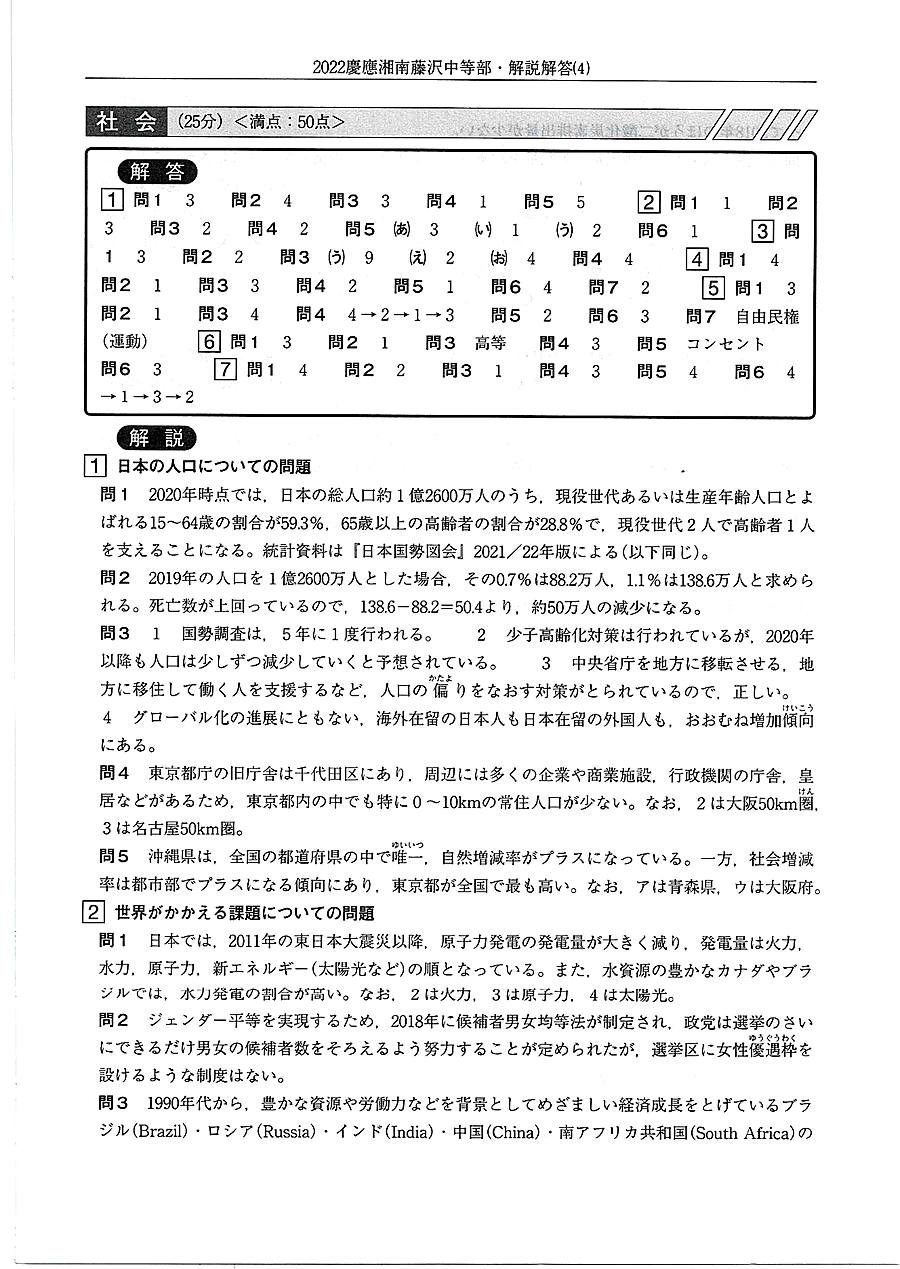 2022慶應湘南藤沢中等部・解説解答(4)
社会 (25分) ＜満点：50点＞
解答
1 問1 3 問2 4 問3 3 問4 1 問5 5 2 問1 1 問2
3 問3 2 問4 2 問5 (あ) 3 (い) 1 (う) 2 問6 1 3 問
1 3 問2 2 問3 (う) 9 (え) 2 (お) 4 問4 4 4 問1 4
問2 1 問3 3 問4 2 問5 1 問6 4 問7 2 5 問1 3
問2 1 問3 4 問4 4→2→1→3 問5 2 問6 3 問7 自由民権
(運動) 6 問1 3 問2 1 問3 高等 問4 3 問5 コンセント
問6 3 7 問1 4 問2 2 問3 1 問4 3 問5 4 問6 4
→1→3→2
解説
1 日本の人口についての問題
問1 2020年時点では，日本の総人口約1億2600万人のうち，現役世代あるいは生産年齢人口とよ
ばれる15～64歳の割合が59.3％，65歳以上の高齢者の割合が28.8％で，現役世代2人で高齢者1人
を支えることになる。統計資料は『日本国勢図会』2021／22年版による(以下同じ)。
問2 2019年の人口を1億2600万人とした場合，その0.7％は88.2万人，1.1％は138.6万人と求めら
れる。死亡数が上回っているので，138.6－88.2＝50.4より，約50万人の減少になる。
問3 1 国勢調査は，5年に1度行われる。 2 少子高齢化対策は行われているが，2020年
以降も人口は少しずつ減少していくと予想されている。 3 中央省庁を地方に移転させる，地
かたよ
方に移住して働く人を支援するなど，人口の偏りをなおす対策がとられているので，正しい。
けいこう
4 グローバル化の進展にともない，海外在留の日本人も日本在留の外国人も，おおむね増加傾向
にある。
問4 東京都庁の旧庁舎は千代田区にあり，周辺には多くの企業や商業施設，行政機関の庁舎，皇
けん
居などがあるため，東京都内の中でも特に0～10kmの常住人口が少ない。なお，2は大阪50km圏，
3は名古屋50km圏。
ゆいいつ
問5 沖縄県は，全国の都道府県の中で唯一，自然増減率がプラスになっている。一方，社会増減
率は都市部でプラスになる傾向にあり，東京都が全国で最も高い。なお，アは青森県，ウは大阪府。
2 世界がかかえる課題についての問題
問1 日本では，2011年の東日本大震災以降，原子力発電の発電量が大きく減り，発電量は火力，
水力，原子力，新エネルギー(太陽光など)の順となっている。また，水資源の豊かなカナダやブラ
ジルでは，水力発電の割合が高い。なお，2は火力，3は原子力，4は太陽光。
問2 ジェンダー平等を実現するため，2018年に候補者男女均等法が制定され，政党は選挙のさい
ゆうぐうわく
にできるだけ男女の候補者数をそろえるよう努力することが定められたが，選挙区に女性優遇枠を
設けるような制度はない。
問3 1990年代から，豊かな資源や労働力などを背景としてめざましい経済成長をとげているブラ
ジル(Brazil)・ロシア(Russia)・インド(India)・中国(China)・南アフリカ共和国(South Africa)の